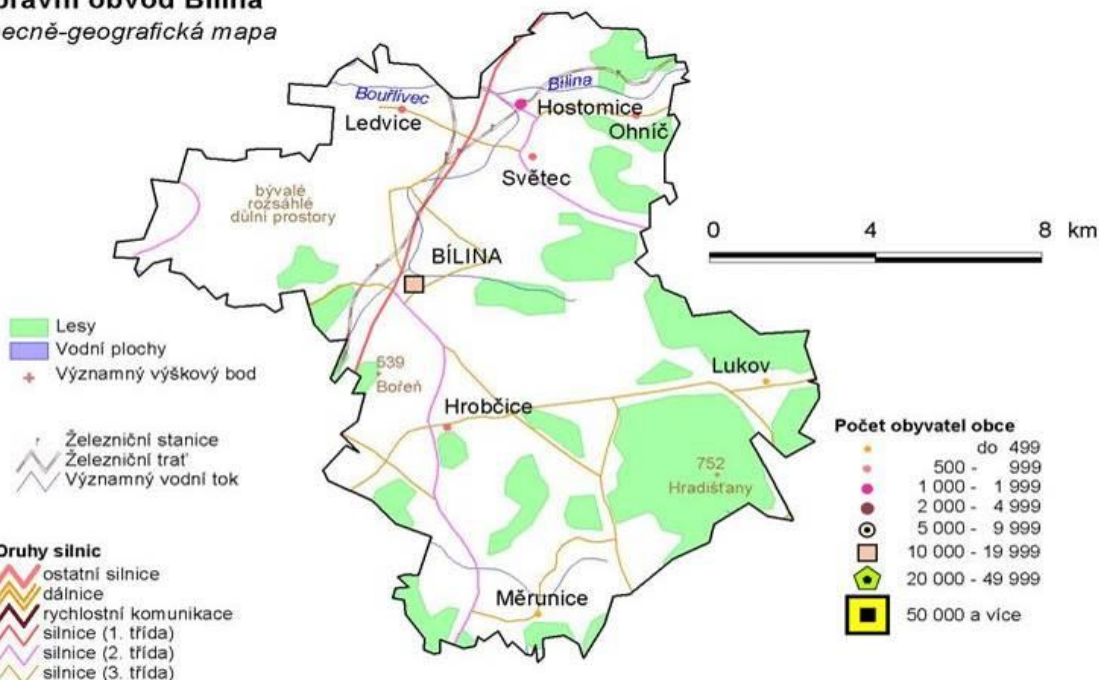 správní obvod Bílina
věcně-geografická mapa
Bouřlivec
Bílina
Hostomice
Ledvice
Ohníč
Světec
bývalé
rozsáhlé
důlní prostory
BÍLINA
0 4 8 km
Lesy
Vodní plochy
Významný výškový bod
539
Bořeň
Lukov
Hrobčice
Železniční stanice
Železniční trať
Významný vodní tok
752
Hradišťany
Měrunice
Počet obyvatel obce
do 499
500 - 999
1 000 - 1 999
2 000 - 4 999
5 000 - 9 999
10 000 - 19 999
20 000 - 49 999
50 000 a více
Druhy silnic
ostatní silnice
dálnice
rychlostní komunikace
silnice (1. třída)
silnice (2. třída)
silnice (3. třída)